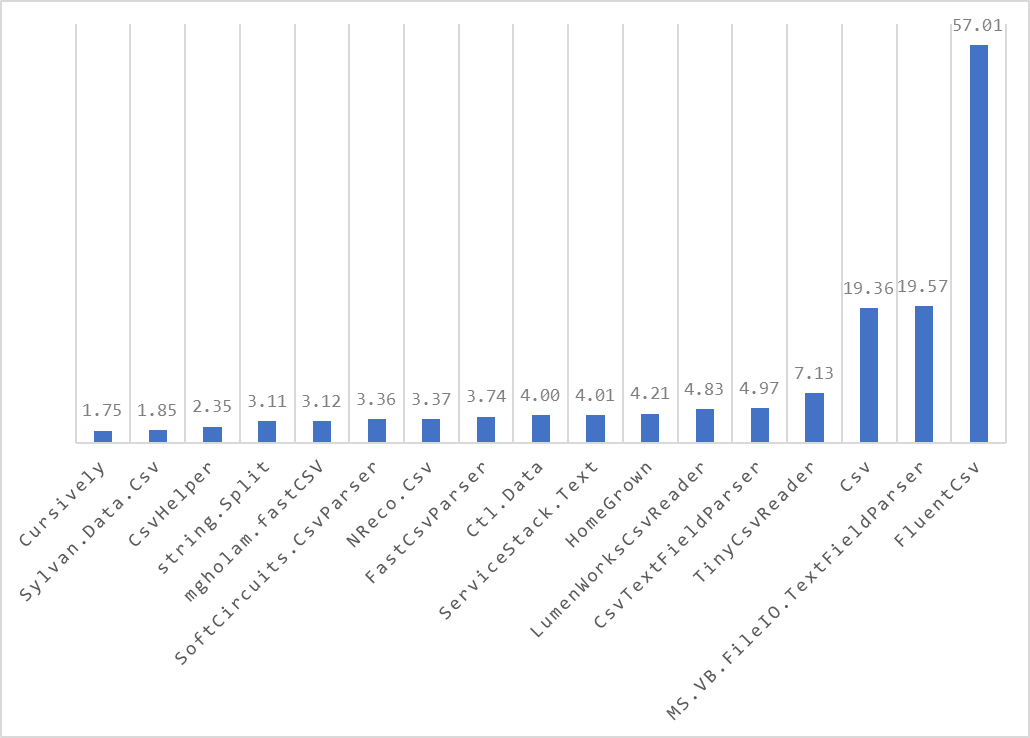 57.01
19.36
19.57
7.13
4.97
4.83
4.21
4.01
4.00
3.74
3.37
3.36
3.12
3.11
2.35
1.85
1.75
Cursively
Sylvan.Data.Csv
CsvHelper
string.Split
mgholam.fastCSV
SoftCircuits.CsvParser
NReco.Csv
FastCsvParser
Ctl.Data
ServiceStack.Text
HomeGrown
LumenWorksCsvReader
CsvTextFieldParser
TinyCsvReader
Csv
MS.VB.FileIO.TextFieldParser
FluentCsv